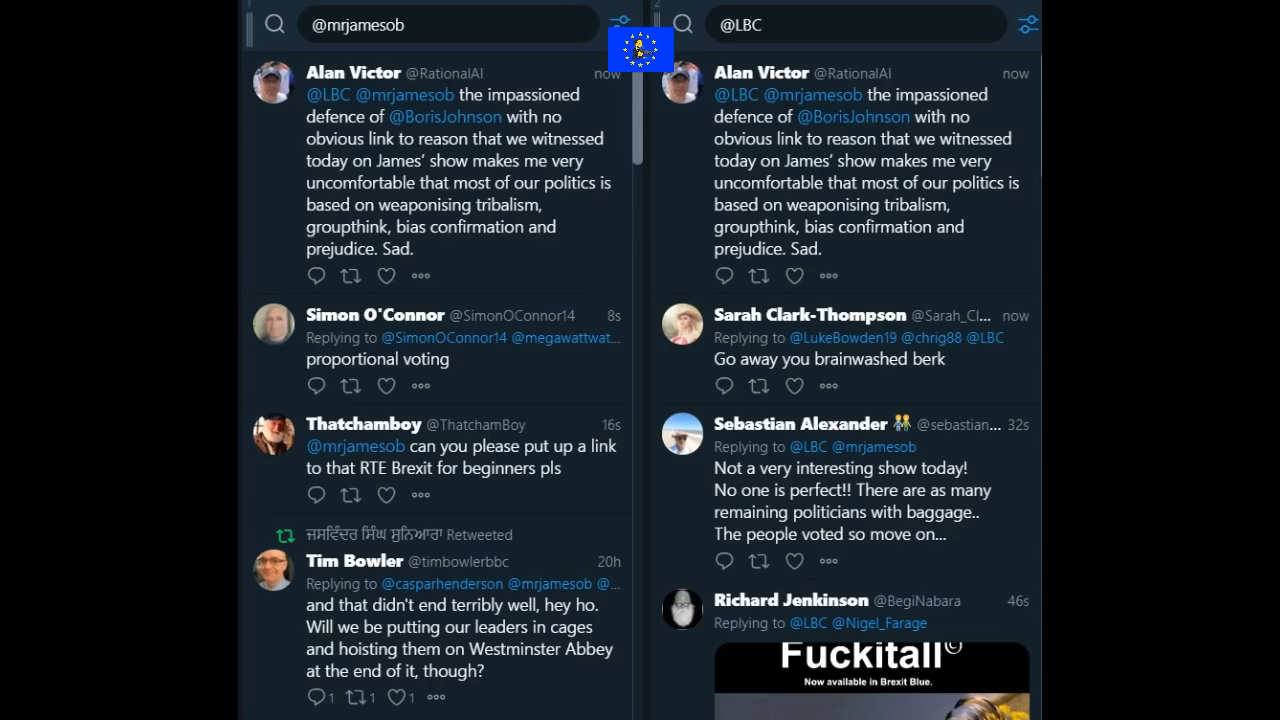 1
@mrjamesob
Alan Victor @RationalAI now
@LBC @mrjamesob the impassioned
defence of @BorisJohnson with no
obvious link to reason that we witnessed
today on James’ show makes me very
uncomfortable that most of our politics is
based on weaponising tribalism,
groupthink, bias confirmation and
prejudice. Sad.
Simon O'Connor @SimonOConnor14 8s
Replying to @SimonOConnor14 @megawattwat...
proportional voting
Thatchamboy @ThatchamBoy 16s
@mrjamesob can you please put up a link
to that RTE Brexit for beginners pls
ਜਸਵਿੰਦਰ ਸਿੰਘ ਸੁਨਿਆਰਾ Retweeted
Tim Bowler @timbowlerbbc 20h
Replying to @casparhenderson @mrjamesob @...
and that didn't end terribly well, hey ho.
Will we be putting our leaders in cages
and hoisting them on Westminster Abbey
at the end of it, though?
1 1 1
2
@LBC
Alan Victor @RationalAI now
@LBC @mrjamesob the impassioned
defence of @BorisJohnson with no
obvious link to reason that we witnessed
today on James’ show makes me very
uncomfortable that most of our politics is
based on weaponising tribalism,
groupthink, bias confirmation and
prejudice. Sad.
Sarah Clark-Thompson @Sarah_Cl... now
Replying to @LukeBowden19 @chrig88 @LBC
Go away you brainwashed berk
Sebastian Alexander @sebastian... 32s
Replying to @LBC @mrjamesob
Not a very interesting show today!
No one is perfect!! There are as many
remaining politicians with baggage..
The people voted so move on...
Richard Jenkinson @BegiNabara 46s
Replying to @LBC @Nigel_Farage
Fuckitall©
Now available in Brexit Blue.